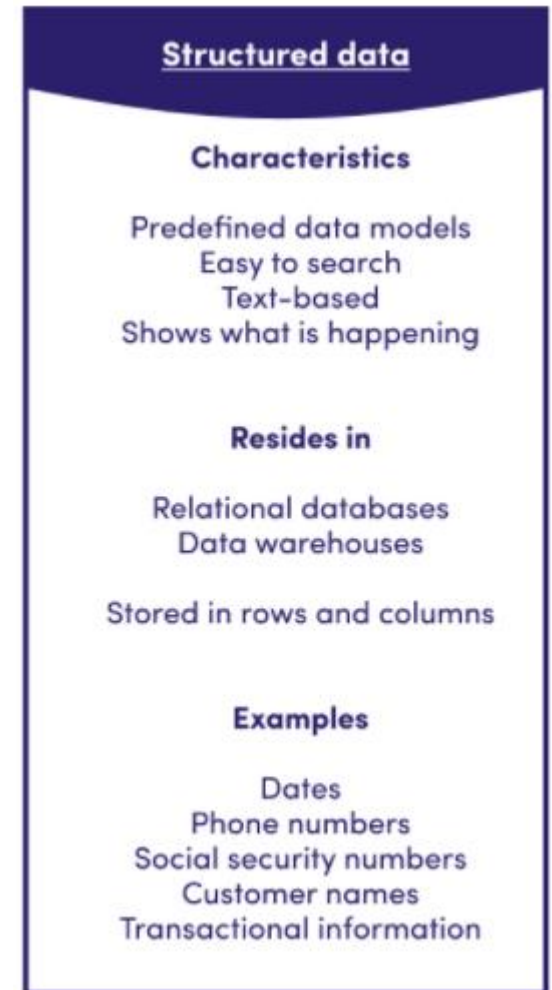 Structured data
Characteristics
Predefined data models
Easy to search
Text-based
Shows what is happening
Resides in
Relational databases
Data warehouses
Stored in rows and columns
Examples
Dates
Phone numbers
Social security numbers
Customer names
Transactional information